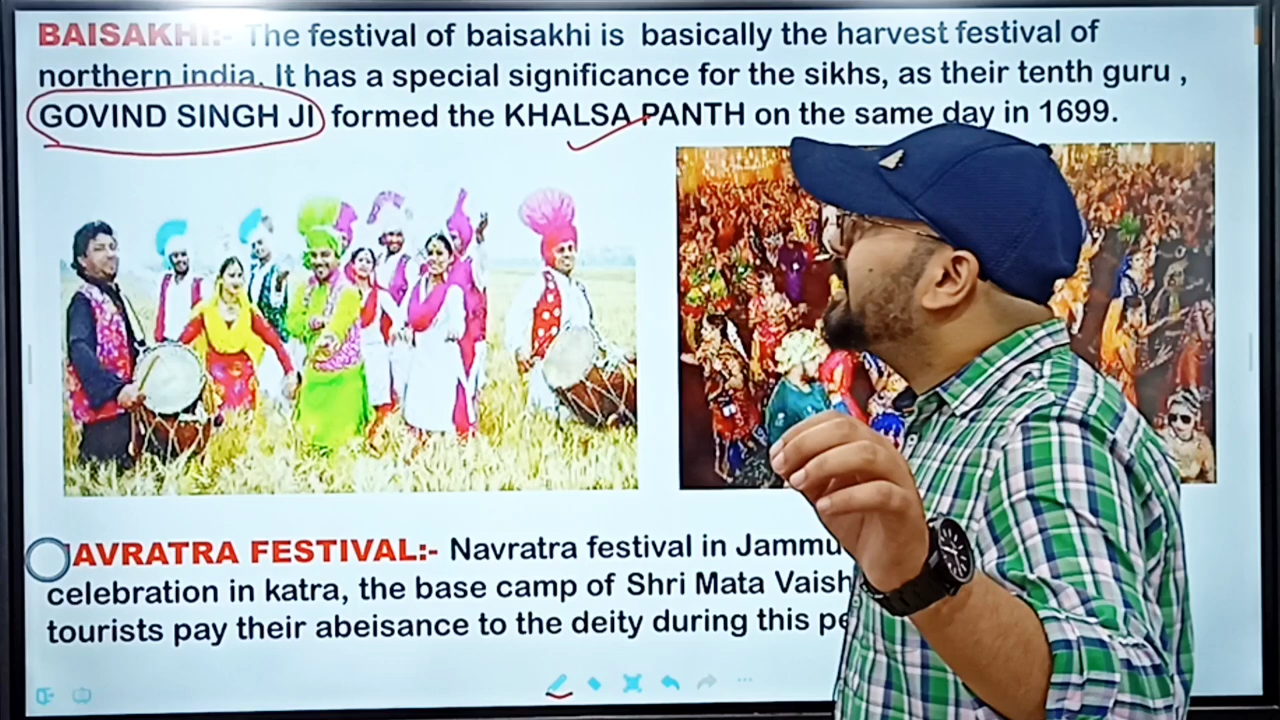 BAISAKHI:- The festival of baisakhi is basically the harvest festival of
northern india. It has a special significance for the sikhs, as their tenth guru ,
GOVIND SINGH JI formed the KHALSA PANTH on the same day in 1699.
AVRATRA FESTIVAL:- Navratra festival in Jammu
celebration in katra, the base camp of Shri Mata
tourists pay their abeisance to the deity during this